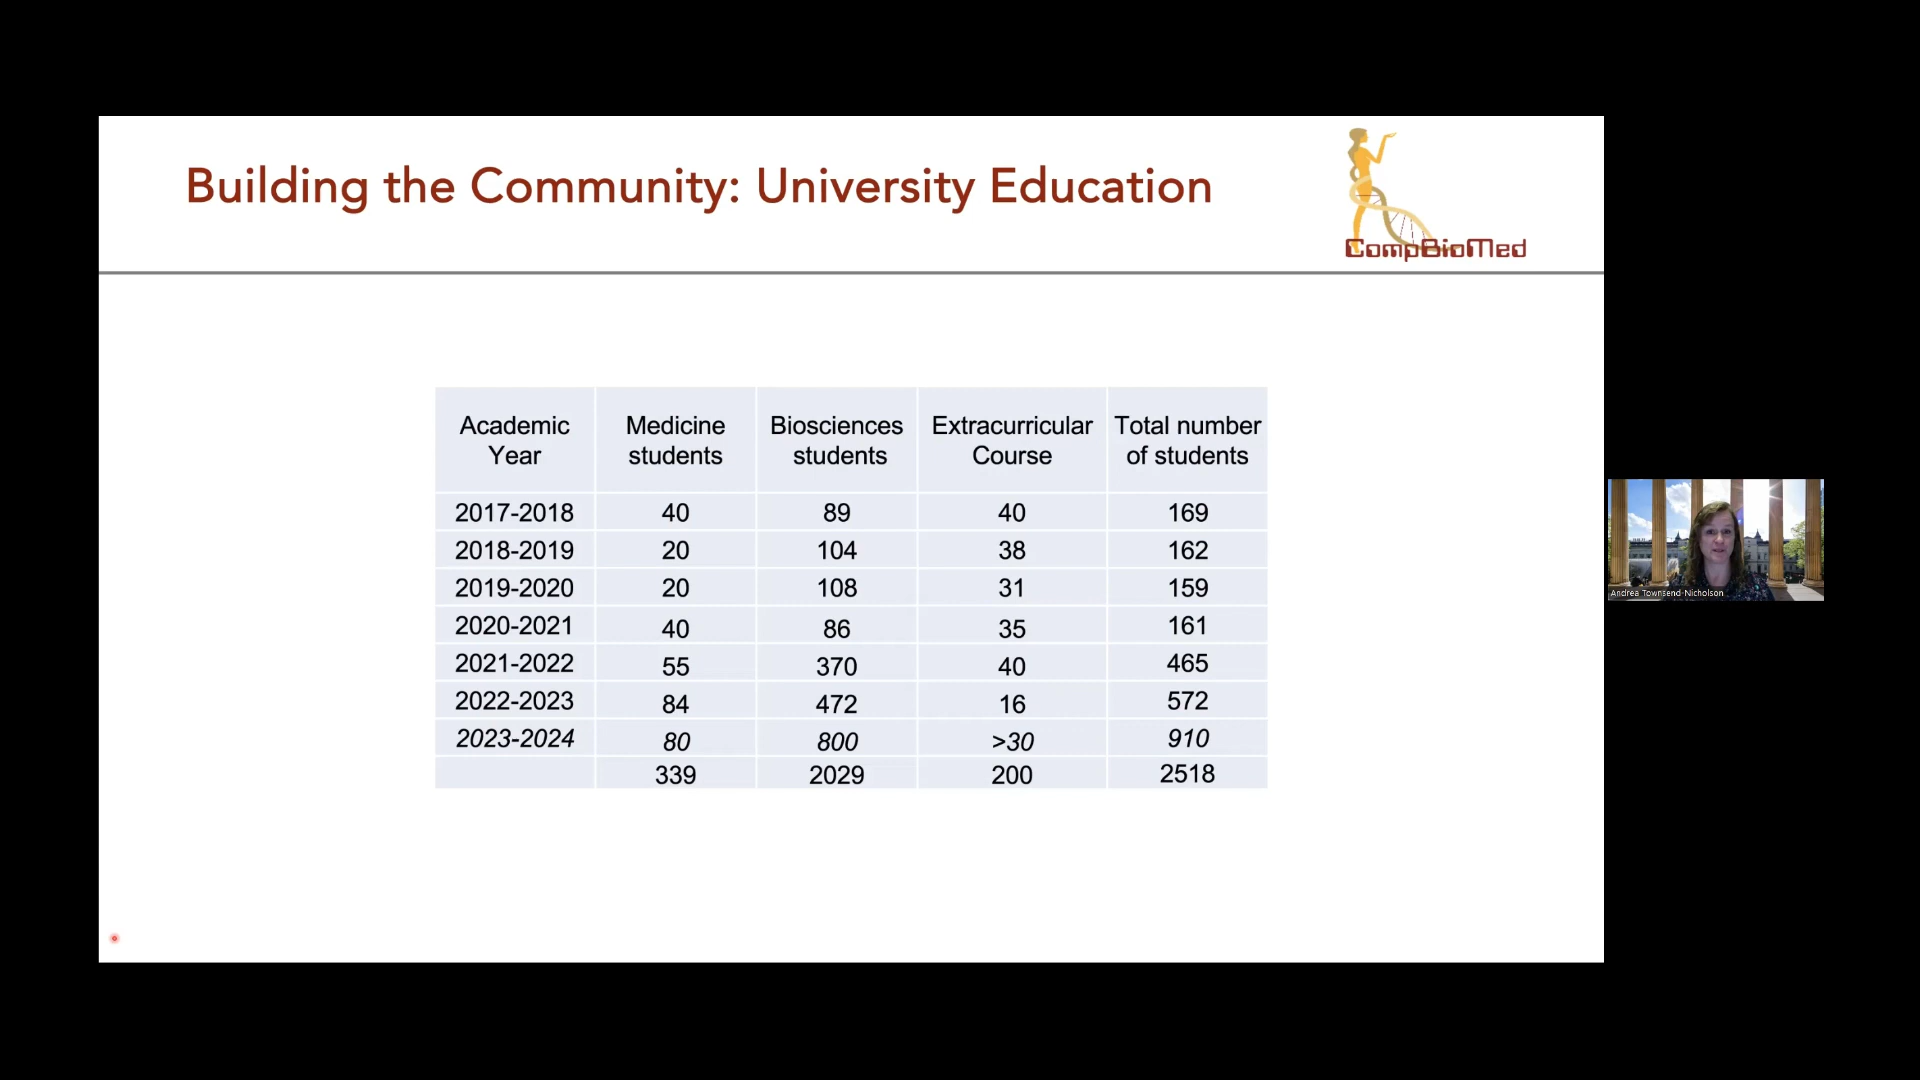 Building the Community: University Education
CompBioMed
Academic Year Medicine students Biosciences students Extracurricular Course Total number of students
2017-2018 40 89 40 169
2018-2019 20 104 38 162
2019-2020 20 108 31 159
2020-2021 40 86 35 161
2021-2022 55 370 40 465
2022-2023 84 472 16 572
2023-2024 80 800 >30 910
339 2029 200 2518
Andrea Townsend-Nicholson